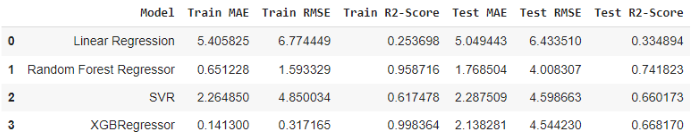 Model Train MAE Train RMSE Train R2-Score Test MAE Test RMSE Test R2-Score
0 Linear Regression 5.405825 6.774449 0.253698 5.049443 6.433510 0.334894
1 Random Forest Regressor 0.651228 1.593329 0.958716 1.768504 4.008307 0.741823
2 SVR 2.264850 4.850034 0.617478 2.287509 4.598663 0.660173
3 XGBRegressor 0.141300 0.317165 0.998364 2.138281 4.544230 0.668170